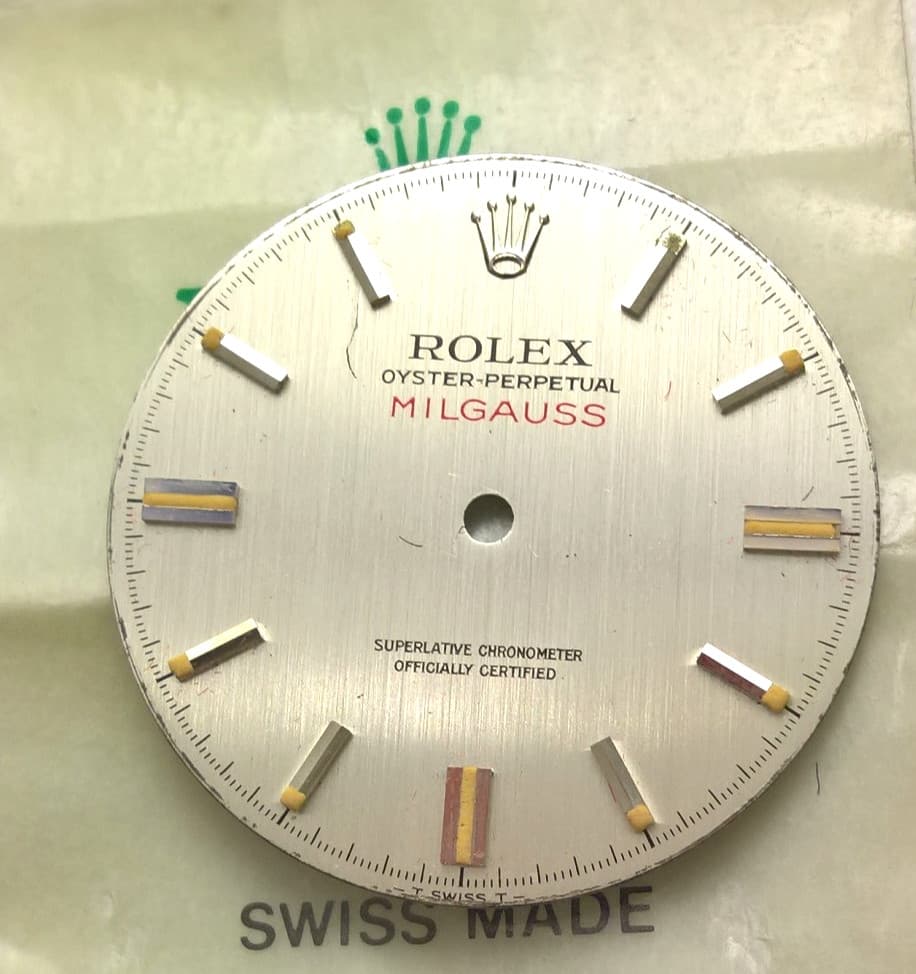 ROLEX
OYSTER-PERPETUAL
MILGAUSS
SUPERLATIVE CHRONOMETER
OFFICIALLY CERTIFIED
T SWISS T
SWISS MADE